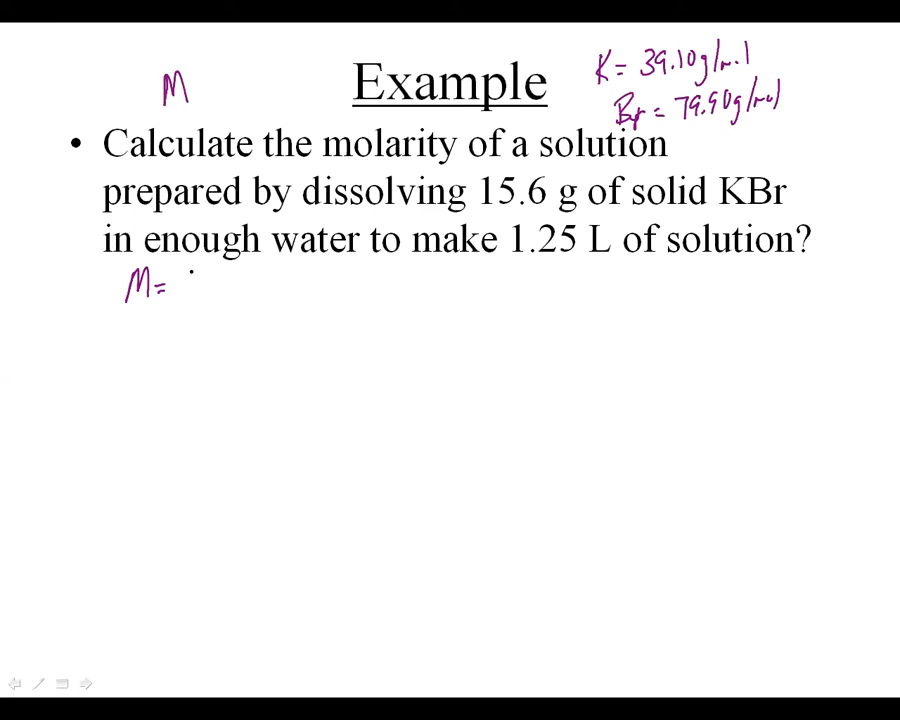 M
Example
K = 39.10 g/mol
Br = 79.90 g/mol
• Calculate the molarity of a solution
prepared by dissolving 15.6 g of solid KBr
in enough water to make 1.25 L of solution?
M=